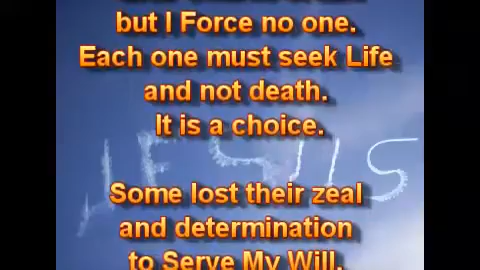 but I Force no one.
Each one must seek Life
and not death.
It is a choice.
JESUS
Some lost their zeal
and determination
to Serve My Will.